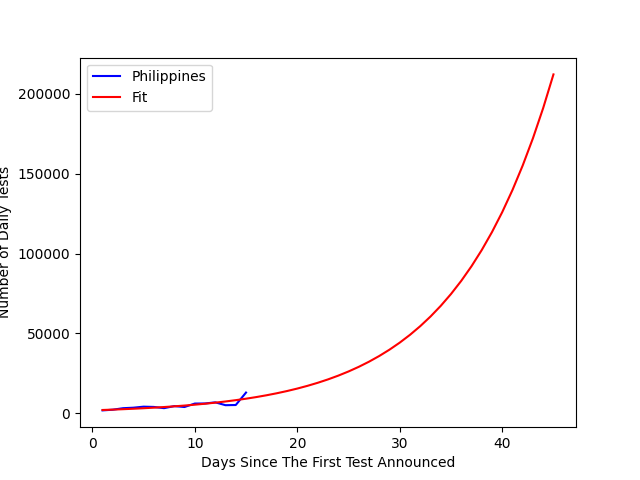 Philippines
Fit
200000
150000
100000
50000
0
Number of Daily Tests
0 10 20 30 40
Days Since The First Test Announced